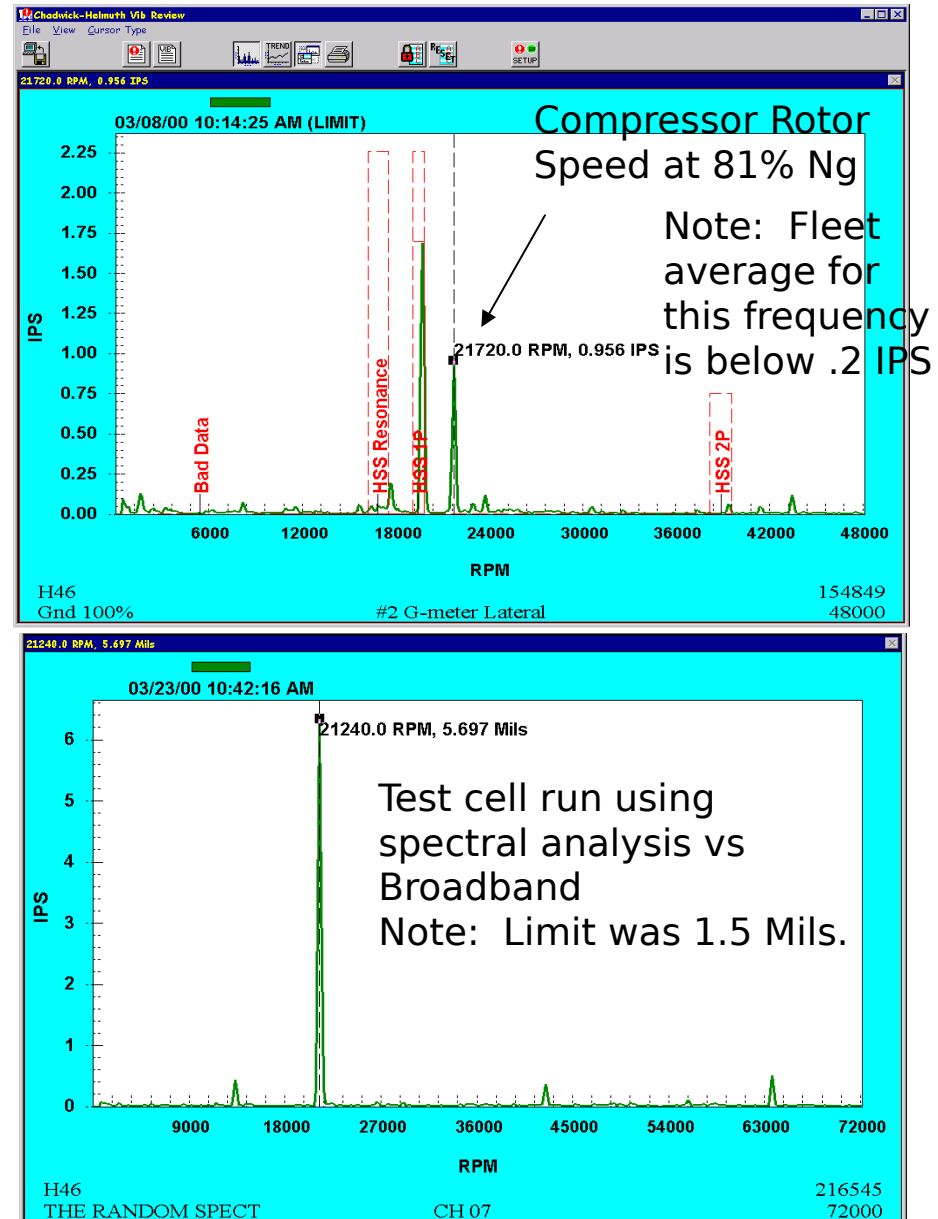 Chadwick-Helmuth Vib Review
File View Cursor Type
VIB
TREND
RESET
SETUP
21720.0 RPM, 0.956 IPS
03/08/00 10:14:25 AM (LIMIT)
Compressor Rotor
Speed at 81% Ng
Note: Fleet
average for
this frequency
is below .2 IPS
2.25
2.00
1.75
1.50
1.25
1.00
0.75
0.50
0.25
0.00
IPS
21720.0 RPM, 0.956 IPS
Bad Data
HSS Resonance
HSS 1P
HSS 2P
6000 12000 18000 24000 30000 36000 42000 48000
RPM
H46 154849
Gnd 100% #2 G-meter Lateral 48000
21240.0 RPM, 5.697 Mils
03/23/00 10:42:16 AM
21240.0 RPM, 5.697 Mils
Test cell run using
spectral analysis vs
Broadband
Note: Limit was 1.5 Mils.
6
5
4
3
2
1
0
IPS
9000 18000 27000 36000 45000 54000 63000 72000
RPM
H46 216545
THE RANDOM SPECT CH 07 72000